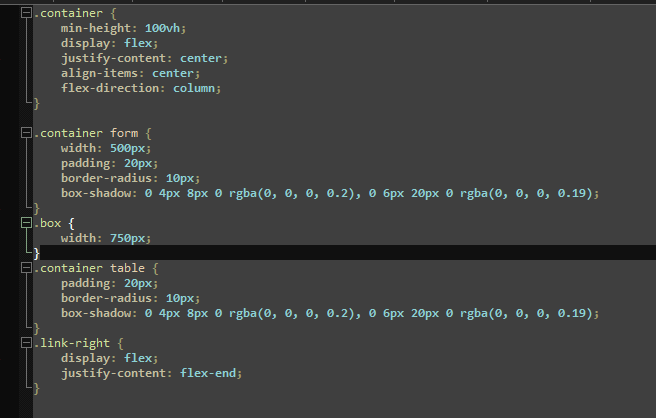 .container {
min-height: 100vh;
display: flex;
justify-content: center;
align-items: center;
flex-direction: column;
}
.container form {
width: 500px;
padding: 20px;
border-radius: 10px;
box-shadow: 0 4px 8px 0 rgba(0, 0, 0, 0.2), 0 6px 20px 0 rgba(0, 0, 0, 0.19);
}
.box {
width: 750px;
}
.container table {
padding: 20px;
border-radius: 10px;
box-shadow: 0 4px 8px 0 rgba(0, 0, 0, 0.2), 0 6px 20px 0 rgba(0, 0, 0, 0.19);
}
.link-right {
display: flex;
justify-content: flex-end;
}